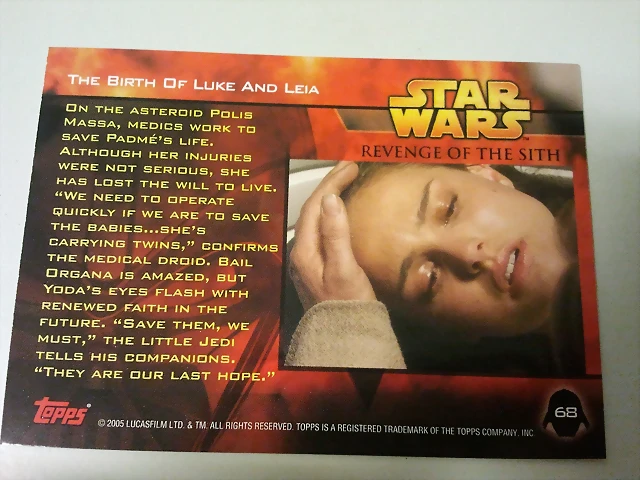 The Birth Of Luke And Leia
On the asteroid Polis
Massa, medics work to
save Padmé's life.
Although her injuries
were not serious, she
has lost the will to live.
"We need to operate
quickly if we are to save
the babies...she's
carrying twins," confirms
the medical droid. Bail
Organa is amazed, but
Yoda's eyes flash with
renewed faith in the
future. "Save them, we
must," the little Jedi
tells his companions.
"They are our last hope."
STAR
WARS™
REVENGE OF THE SITH
Topps®
© 2005 LUCASFILM LTD. & TM. ALL RIGHTS RESERVED. TOPPS IS A REGISTERED TRADEMARK OF THE TOPPS COMPANY, INC.
68